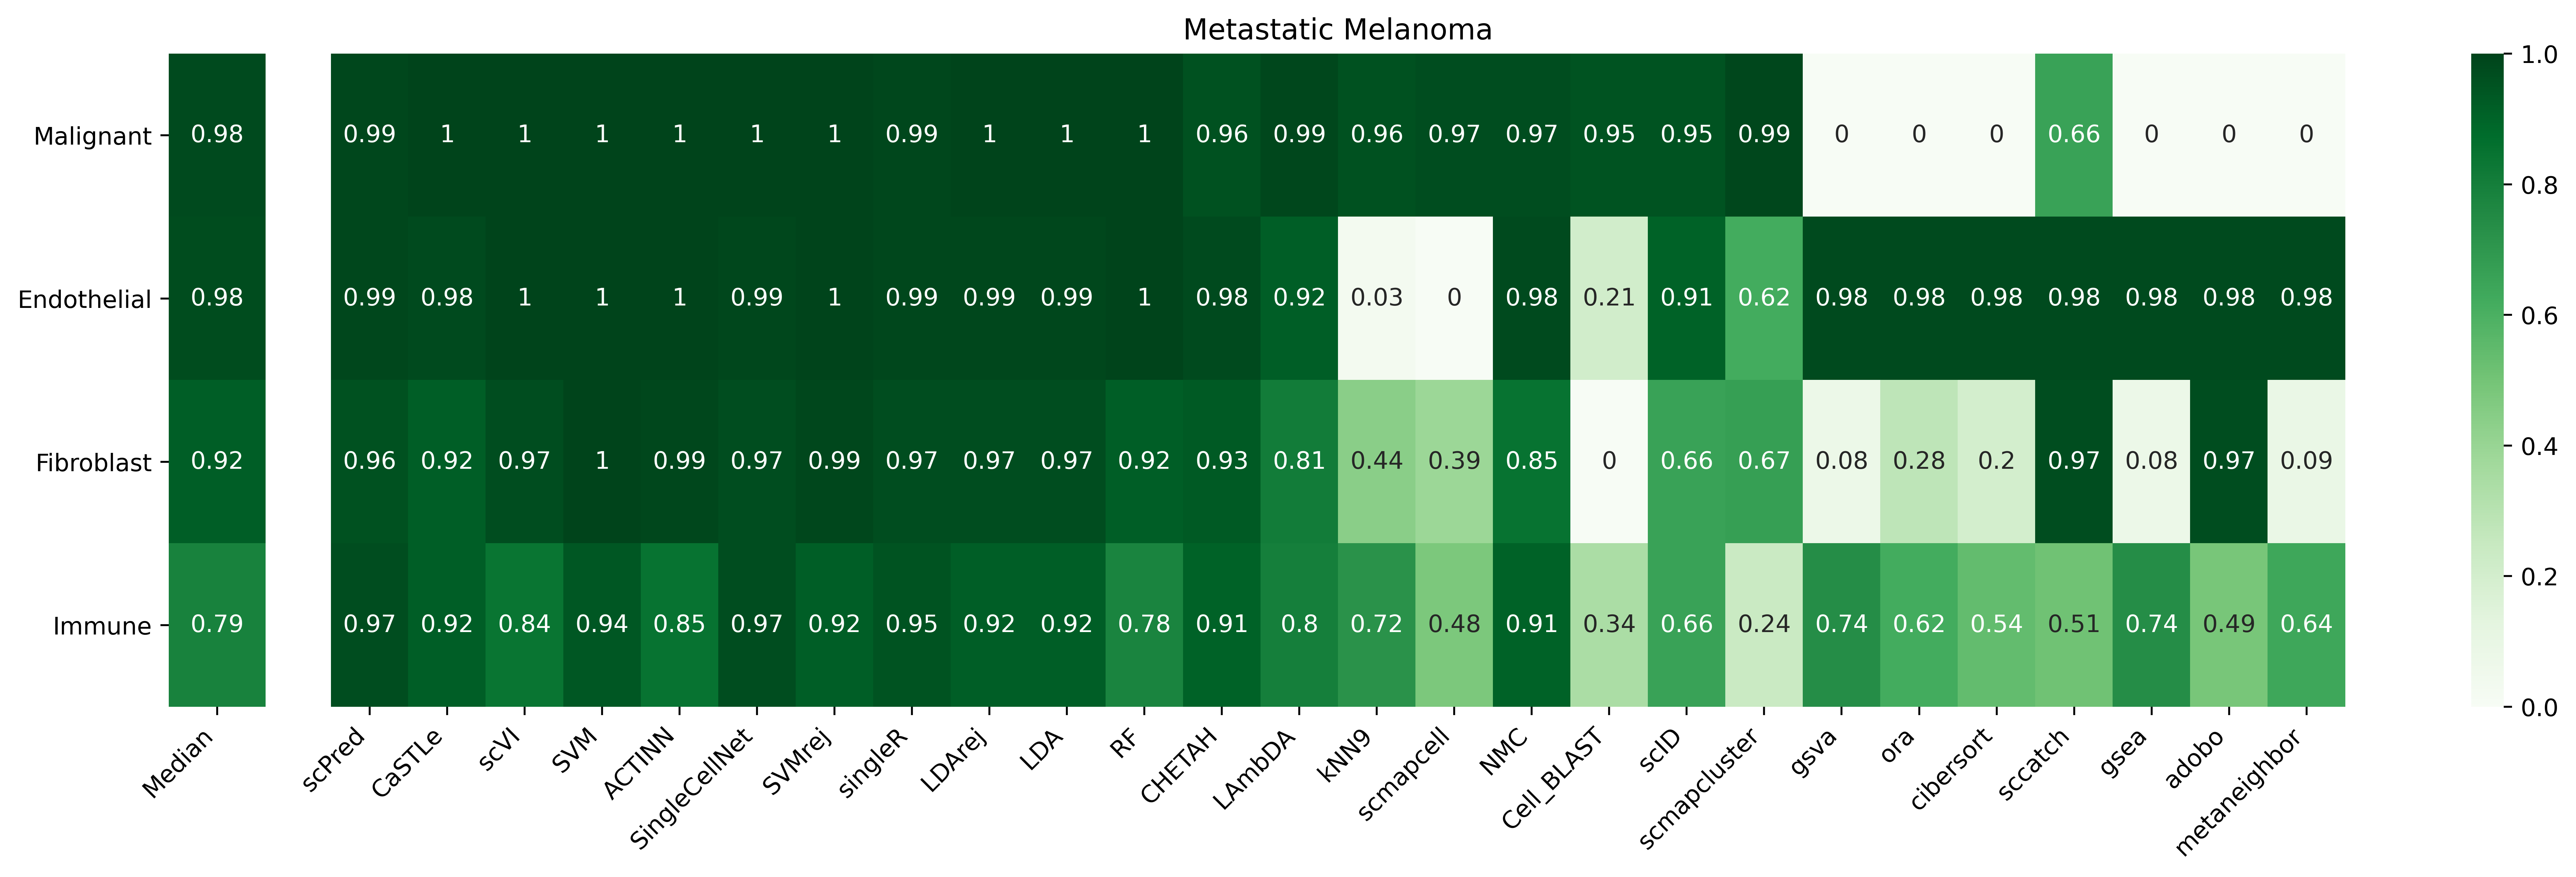 Metastatic Melanoma
Malignant 0.98 0.99 1 1 1 1 1 1 0.99 1 1 1 0.96 0.99 0.96 0.97 0.97 0.95 0.95 0.99 0 0 0 0.66 0 0 0
Endothelial 0.98 0.99 0.98 1 1 1 0.99 1 0.99 0.99 0.99 1 0.98 0.92 0.03 0 0.98 0.21 0.91 0.62 0.98 0.98 0.98 0.98 0.98 0.98 0.98
Fibroblast 0.92 0.96 0.92 0.97 1 0.99 0.97 0.99 0.97 0.97 0.97 0.92 0.93 0.81 0.44 0.39 0.85 0 0.66 0.67 0.08 0.28 0.2 0.97 0.08 0.97 0.09
Immune 0.79 0.97 0.92 0.84 0.94 0.85 0.97 0.92 0.95 0.92 0.92 0.78 0.91 0.8 0.72 0.48 0.91 0.34 0.66 0.24 0.74 0.62 0.54 0.51 0.74 0.49 0.64
Median scPred CaSTLe scVI SVM ACTINN SingleCellNet SVMrej singleR LDArej LDA RF CHETAH LAmbDA kNN9 scmapcell NMC Cell_BLAST scID scmapcluster gsva ora cibersort sccatch gsea adobo metaneighbor
1.0
0.8
0.6
0.4
0.2
0.0